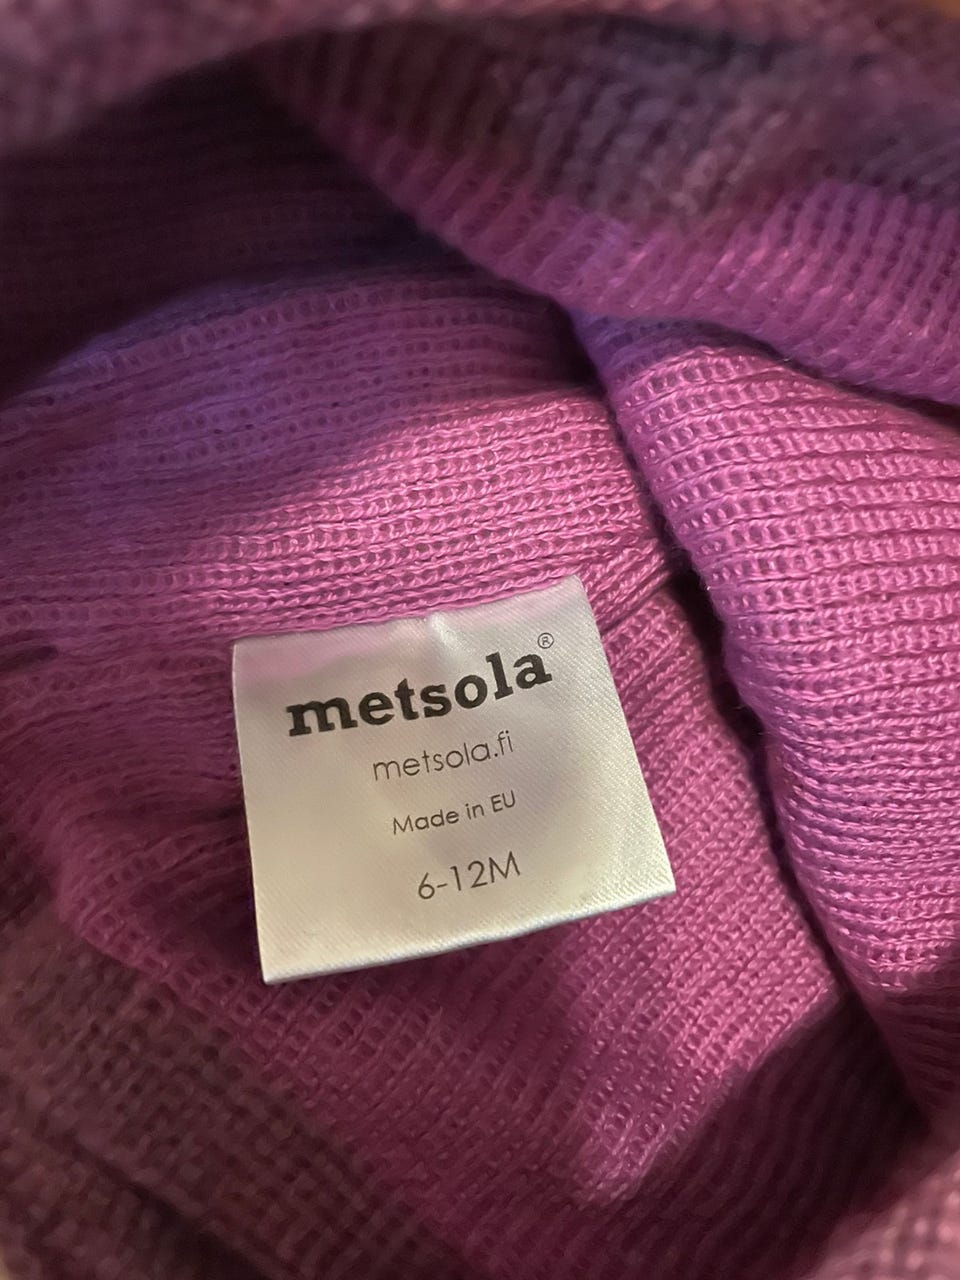 metsola®
metsola.fi
Made in EU
6-12M